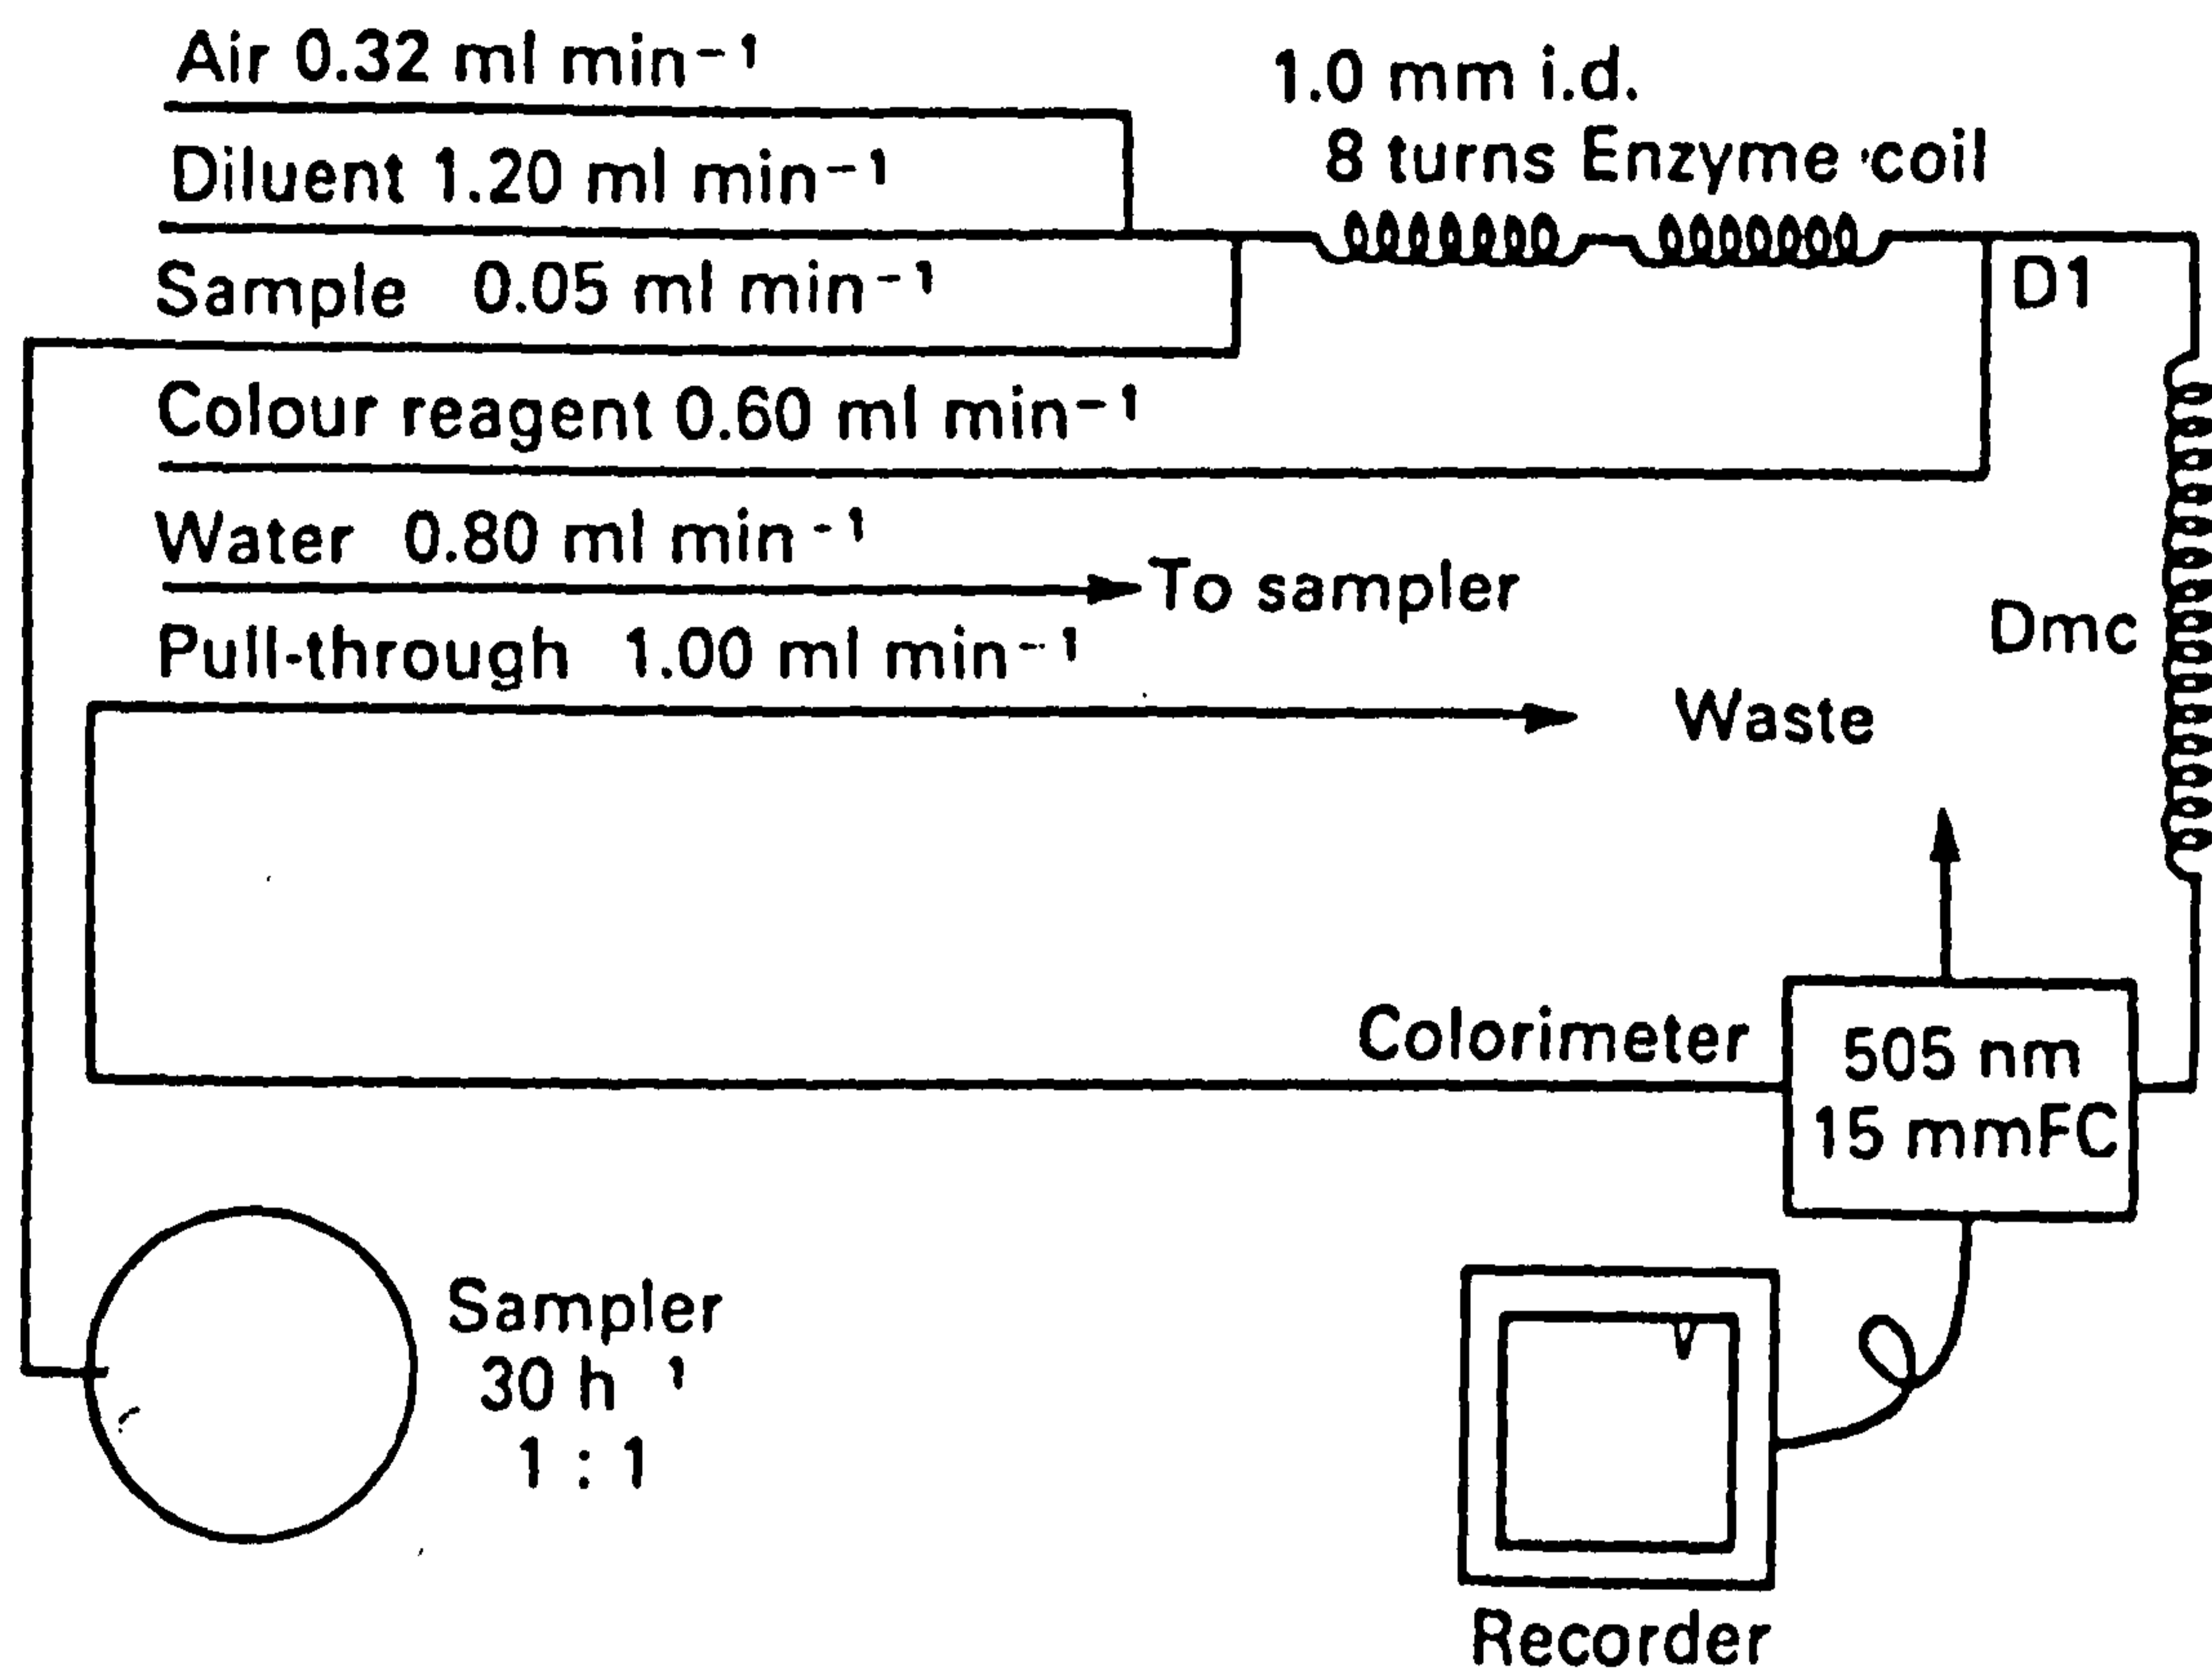 Air 0.32 ml min⁻¹
1.0 mm i.d.
8 turns Enzyme coil
Diluent 1.20 ml min⁻¹
Sample 0.05 ml min⁻¹
D1
Colour reagent 0.60 ml min⁻¹
Water 0.80 ml min⁻¹
To sampler
Dmc
Pull-through 1.00 ml min⁻¹
Waste
Colorimeter
505 nm
15 mmFC
Sampler
30 h ¹
1 : 1
Recorder